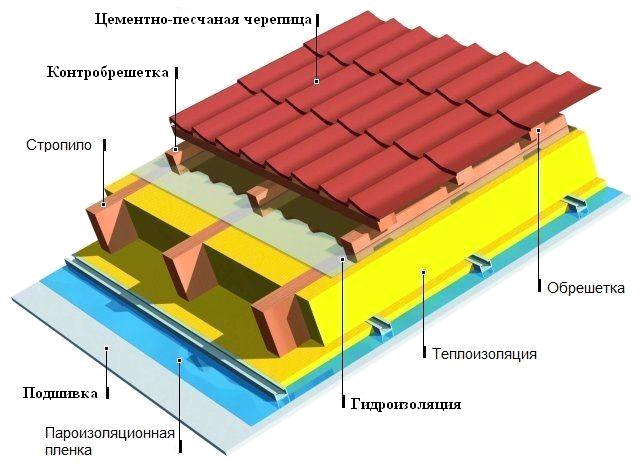 Цементно-песчаная черепица
Контробрешетка
Стропило
Обрешетка
Теплоизоляция
Гидроизоляция
Подшивка
Пароизоляционная
пленка